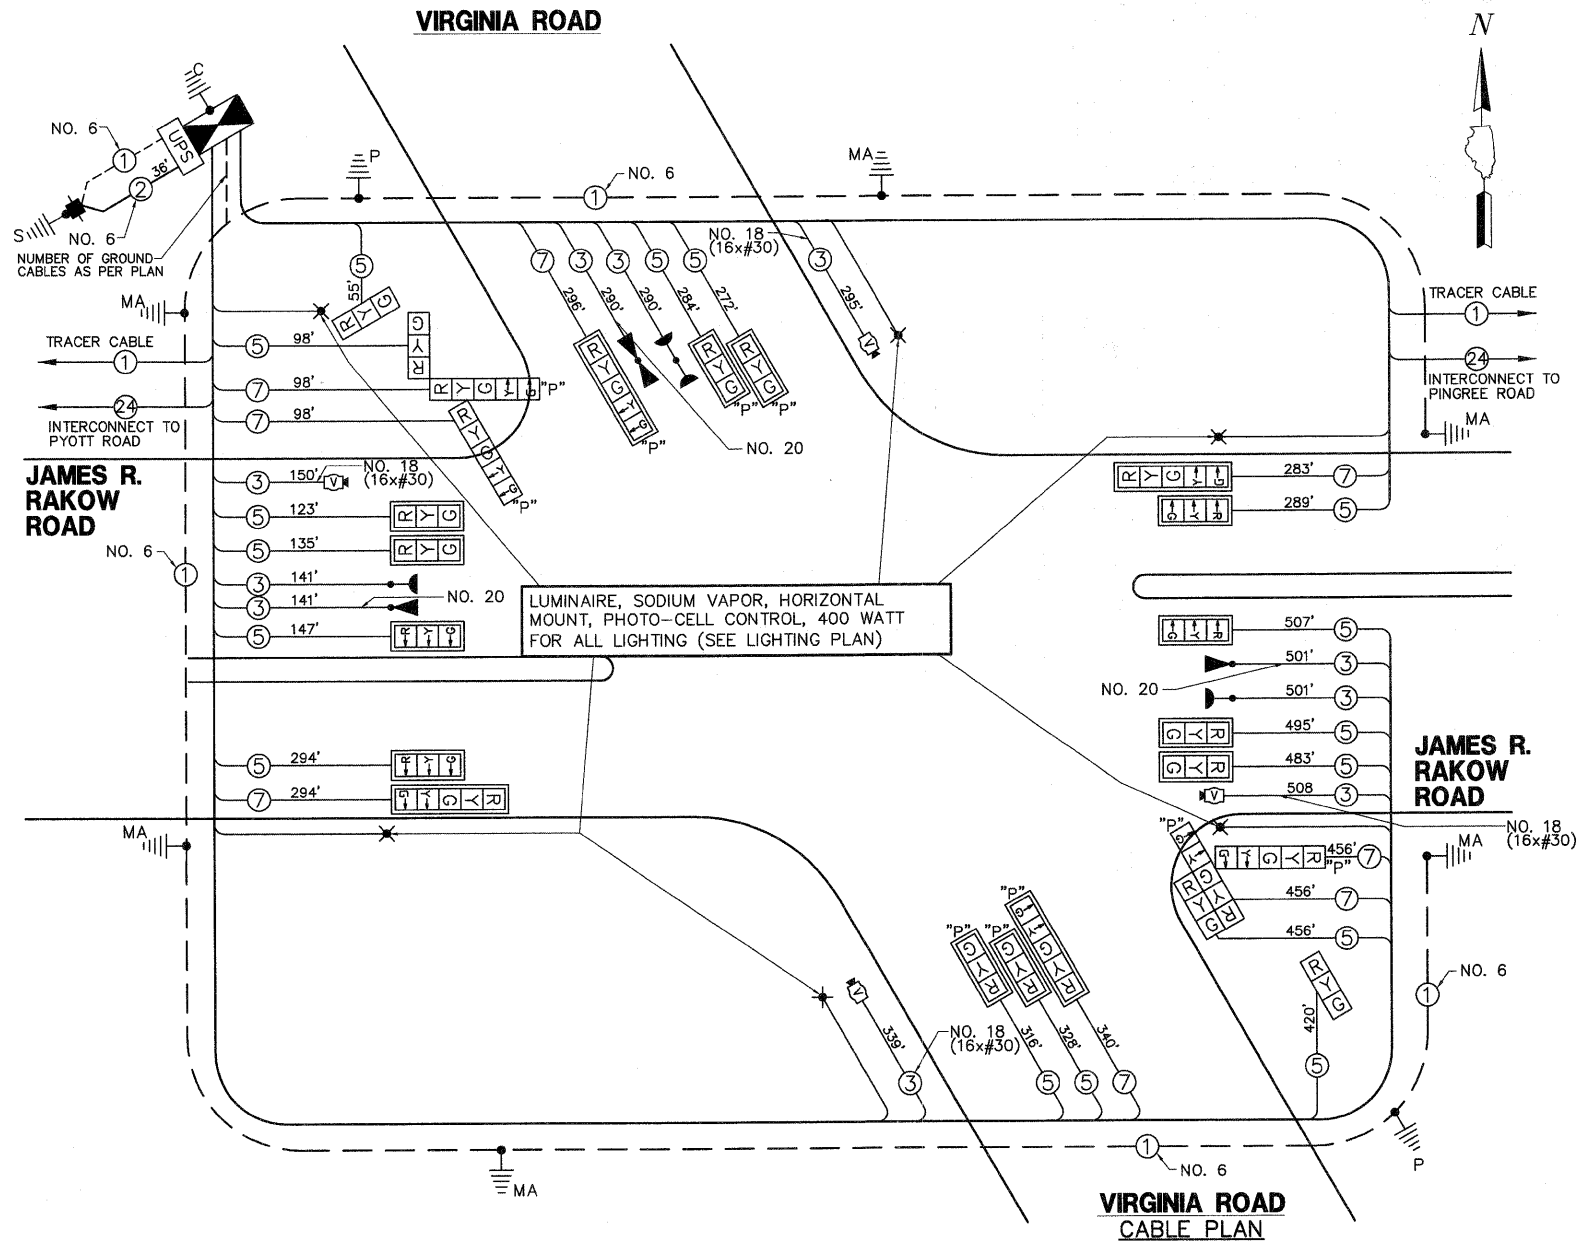 VIRGINIA ROAD
N
C
NO. 6
1
UPS
36'
2
S
NO. 6
NUMBER OF GROUND
CABLES AS PER PLAN
P
1
NO. 6
MA
MA
5
55'
R Y G
7
296'
R Y G Y G
"P"
3
290'
3
290'
5
284'
R Y G
"P"
5
272'
R Y G
"P"
NO. 20
NO. 18
(16x#30)
3
295'
V
TRACER CABLE
1
24
INTERCONNECT TO
PYOTT ROAD
TRACER CABLE
1
24
INTERCONNECT TO
PINGREE ROAD
MA
5
98'
G Y R
7
98'
R Y G Y G
"P"
7
98'
R Y G Y G
"P"
JAMES R.
RAKOW
ROAD
3
150'
V
NO. 18
(16x#30)
5
123'
R Y G
5
135'
R Y G
3
141'
3
141'
NO. 20
5
147'
R Y G
NO. 6
1
R Y G Y G
283'
7
G Y R
289'
5
LUMINAIRE, SODIUM VAPOR, HORIZONTAL
MOUNT, PHOTO-CELL CONTROL, 400 WATT
FOR ALL LIGHTING (SEE LIGHTING PLAN)
G Y R
507'
5
501'
3
NO. 20
501'
3
G Y R
495'
5
G Y R
483'
5
V
508
3
NO. 18
(16x#30)
JAMES R.
RAKOW
ROAD
5
294'
R Y G
7
294'
G Y G Y R
MA
"P"
G Y G Y R
G Y G Y R
456'
"P"
7
MA
456'
7
R Y G
456'
5
R Y G
420'
5
NO. 6
1
V
339'
3
NO. 18
(16x#30)
"P"
G Y R
316'
5
"P"
G Y R
328'
5
"P"
G Y G Y R
340'
7
MA
1
NO. 6
P
VIRGINIA ROAD
CABLE PLAN